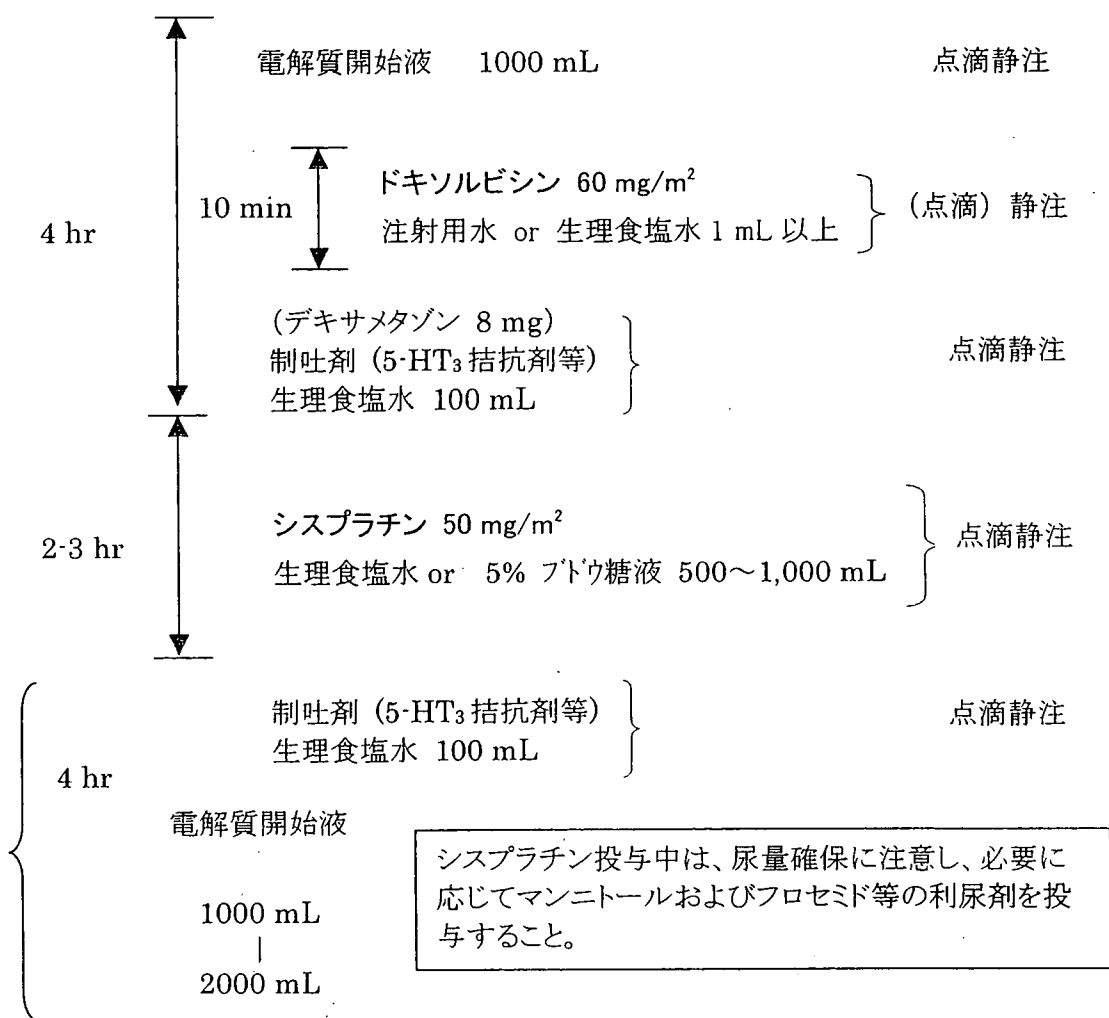 電解質開始液 1000 mL 点滴静注
ドキソルビシン 60 mg/m²
10 min
(点滴) 静注
注射用水 or 生理食塩水 1 mL 以上
4 hr
(デキサメタゾン 8 mg)
制吐剤 (5-HT₃ 拮抗剤等) 点滴静注
生理食塩水 100 mL
シスプラチン 50 mg/m²
2-3 hr 点滴静注
生理食塩水 or 5% ブドウ糖液 500～1,000 mL
制吐剤 (5-HT₃ 拮抗剤等) 点滴静注
生理食塩水 100 mL
4 hr
電解質開始液
1000 mL
|
2000 mL
シスプラチン投与中は、尿量確保に注意し、必要に
応じてマンニトールおよびフロセミド等の利尿剤を投
与すること。